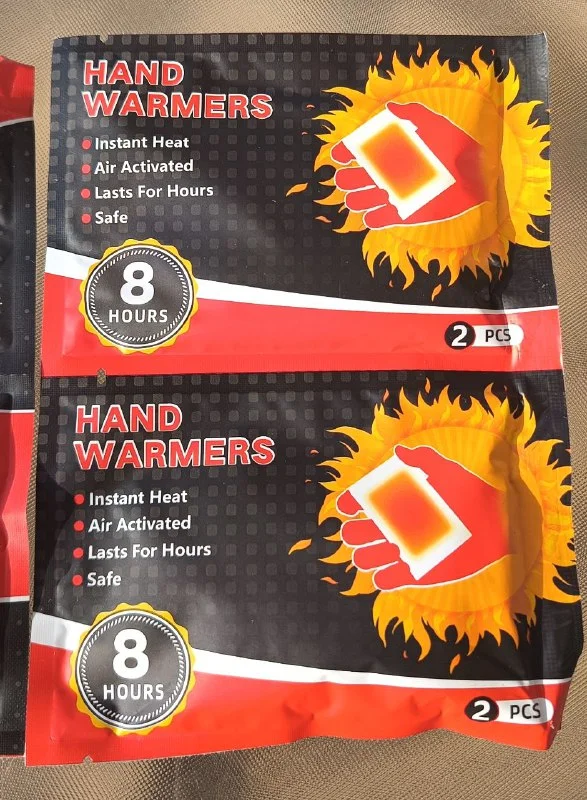 HAND
WARMERS
Instant Heat
Air Activated
Lasts For Hours
Safe
8
HOURS
2 PCS
HAND
WARMERS
Instant Heat
Air Activated
Lasts For Hours
Safe
8
HOURS
2 PCS